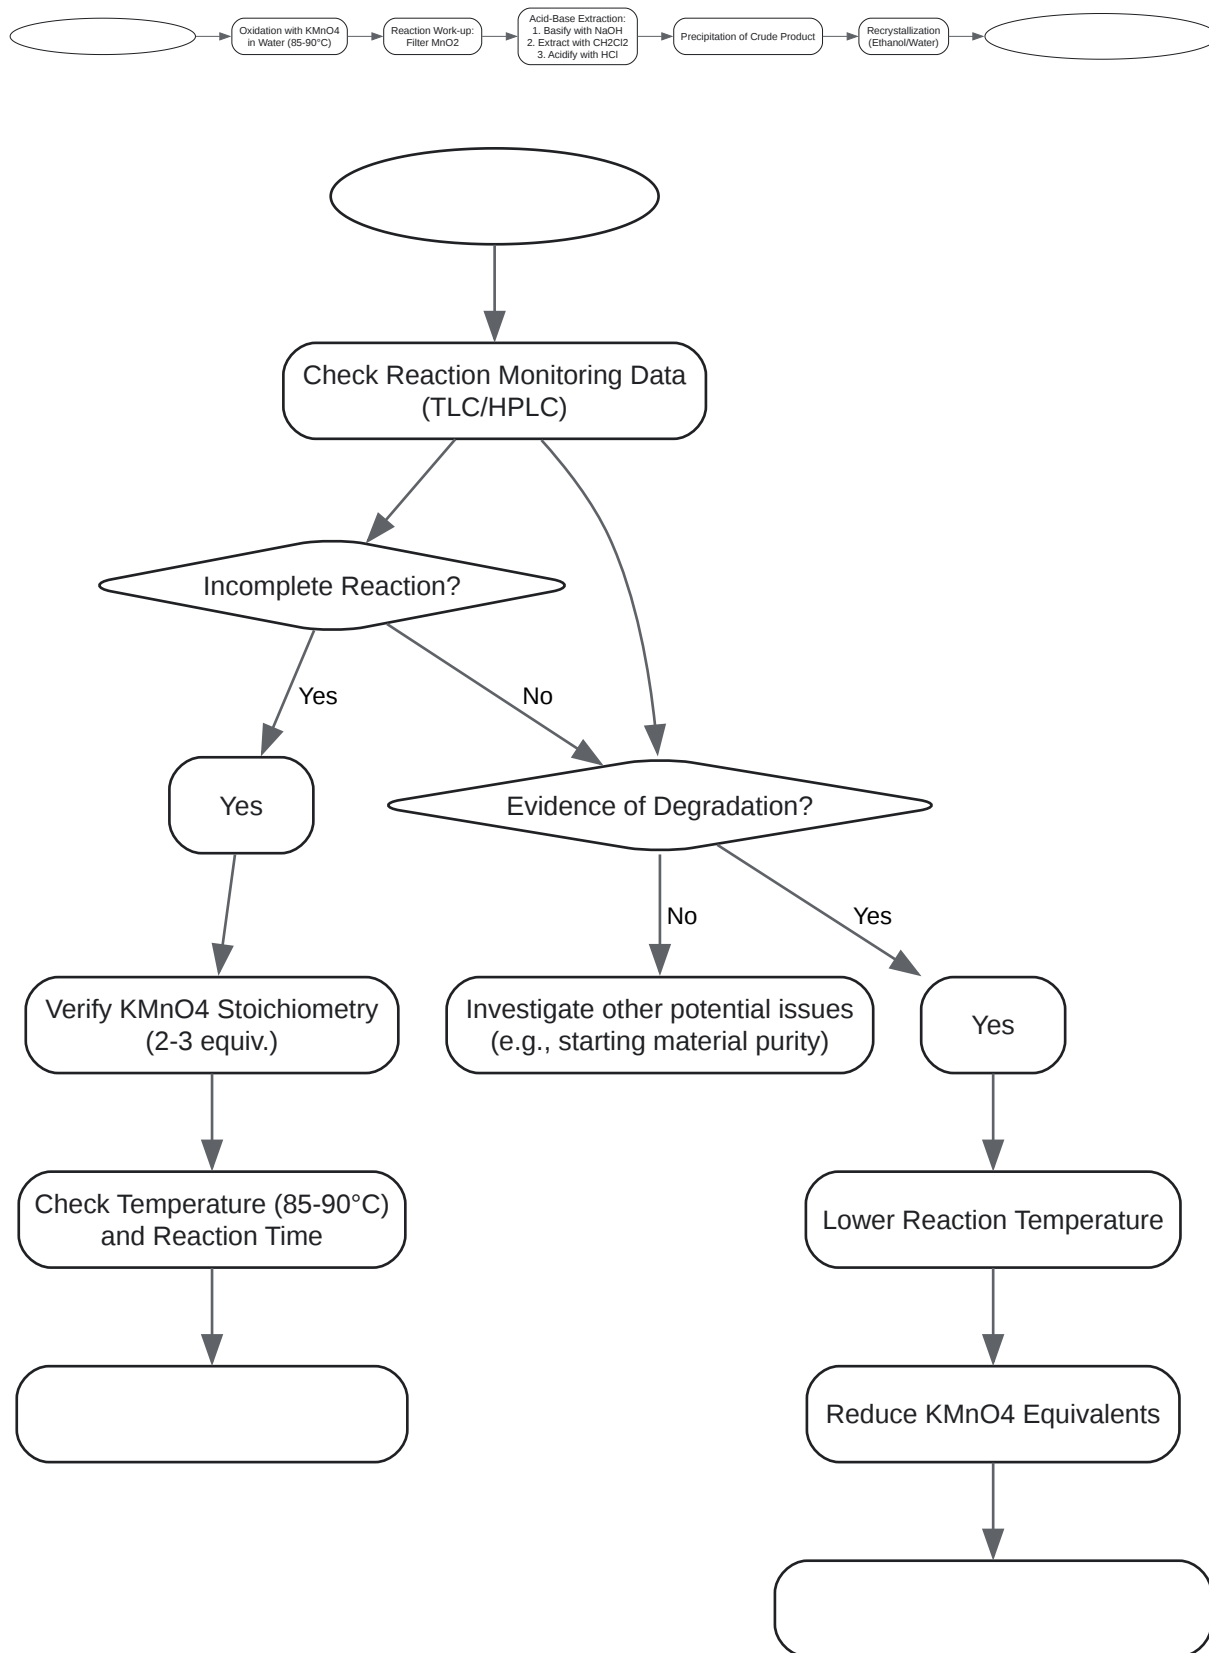 Oxidation with KMnO4
in Water (85-90°C)
Reaction Work-up:
Filter MnO2
Acid-Base Extraction:
1. Basify with NaOH
2. Extract with CH2Cl2
3. Acidify with HCl
Precipitation of Crude Product
Recrystallization
(Ethanol/Water)
Check Reaction Monitoring Data
(TLC/HPLC)
Incomplete Reaction?
Yes
No
Yes
Evidence of Degradation?
No
Yes
Verify KMnO4 Stoichiometry
(2-3 equiv.)
Investigate other potential issues
(e.g., starting material purity)
Yes
Check Temperature (85-90°C)
and Reaction Time
Lower Reaction Temperature
Reduce KMnO4 Equivalents